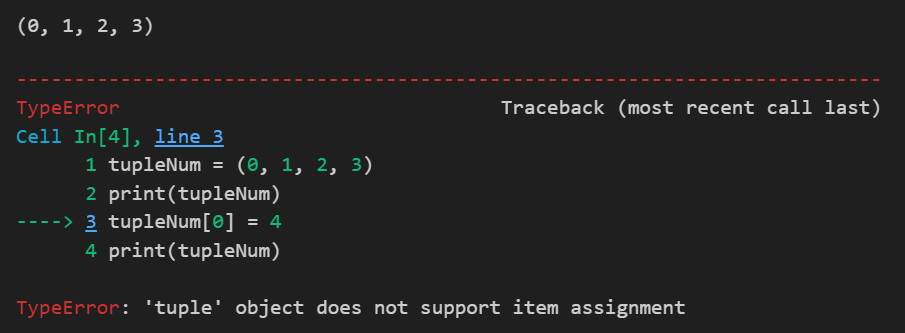 (0, 1, 2, 3)
---------------------------------------------------------------------------
TypeError                                 Traceback (most recent call last)
Cell In[4], line 3
      1 tupleNum = (0, 1, 2, 3)
      2 print(tupleNum)
----> 3 tupleNum[0] = 4
      4 print(tupleNum)
TypeError: 'tuple' object does not support item assignment